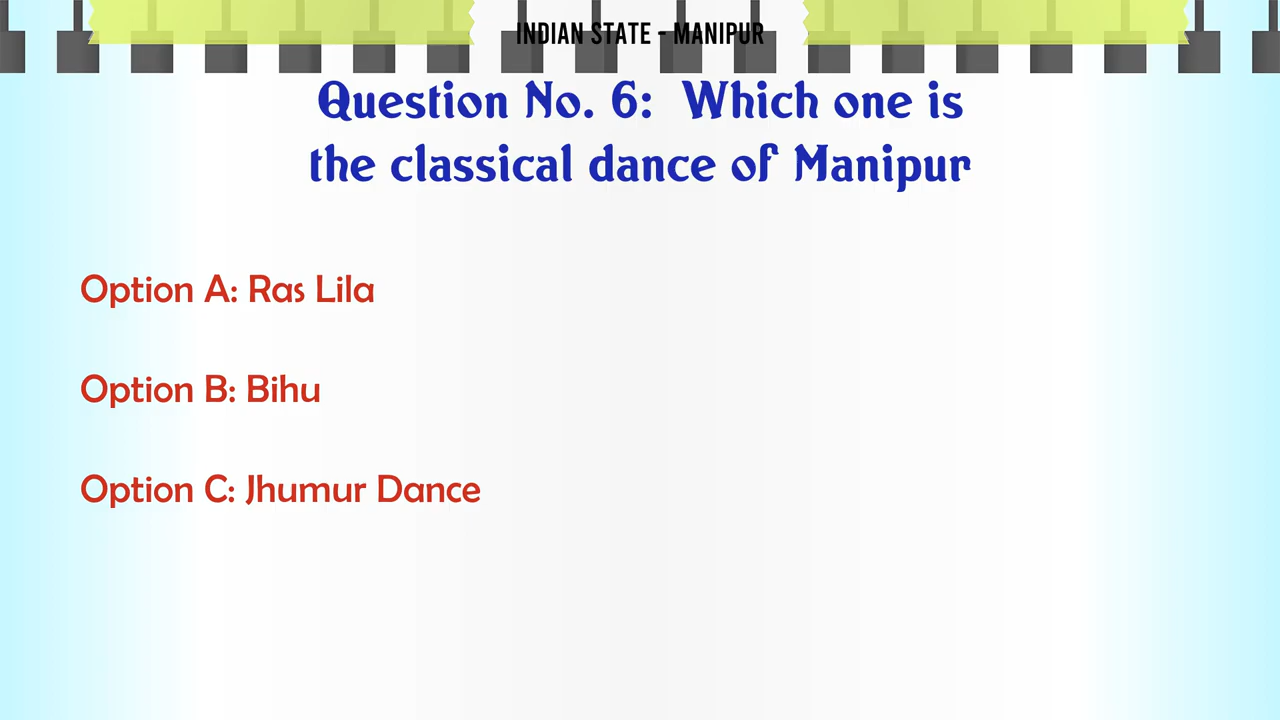 INDIAN STATE - MANIPUR
Question No. 6: Which one is
the classical dance of Manipur
Option A: Ras Lila
Option B: Bihu
Option C: Jhumur Dance